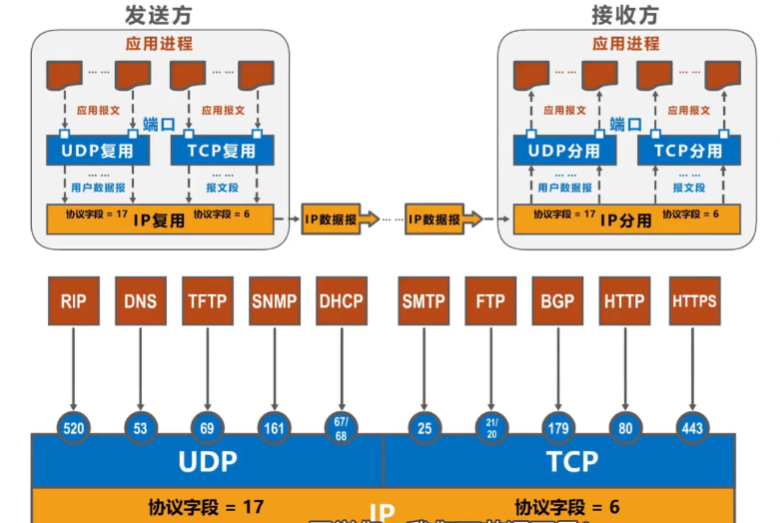 发送方 接收方
应用进程 应用进程
…… …… …… ……
应用报文 应用报文 应用报文 应用报文
端口 端口
UDP复用 TCP复用 UDP分用 TCP分用
…… …… …… ……
用户数据报 报文段 用户数据报 报文段
协议字段 = 17 IP复用 协议字段 = 6 IP数据报 …… IP数据报 协议字段 = 17 IP分用 协议字段 = 6
RIP DNS TFTP SNMP DHCP SMTP FTP BGP HTTP HTTPS
520 53 69 161 67/68 25 21/20 179 80 443
UDP TCP
协议字段 = 17 IP 协议字段 = 6